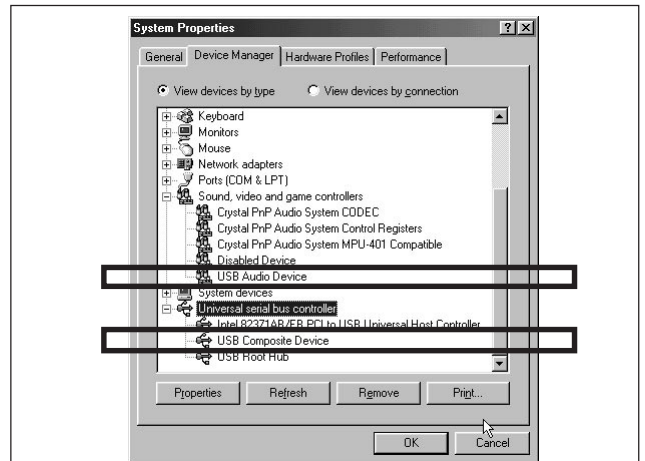 System Properties
General Device Manager Hardware Profiles Performance
View devices by type View devices by connection
Keyboard
Monitors
Mouse
Network adapters
Ports (COM & LPT)
Sound, video and game controllers
Crystal PnP Audio System CODEC
Crystal PnP Audio System Control Registers
Crystal PnP Audio System MPU-401 Compatible
Disabled Device
USB Audio Device
System devices
Universal serial bus controller
Intel 82371AB/EB PCI to USB Universal Host Controller
USB Composite Device
USB Root Hub
Properties Refresh Remove Print...
OK Cancel